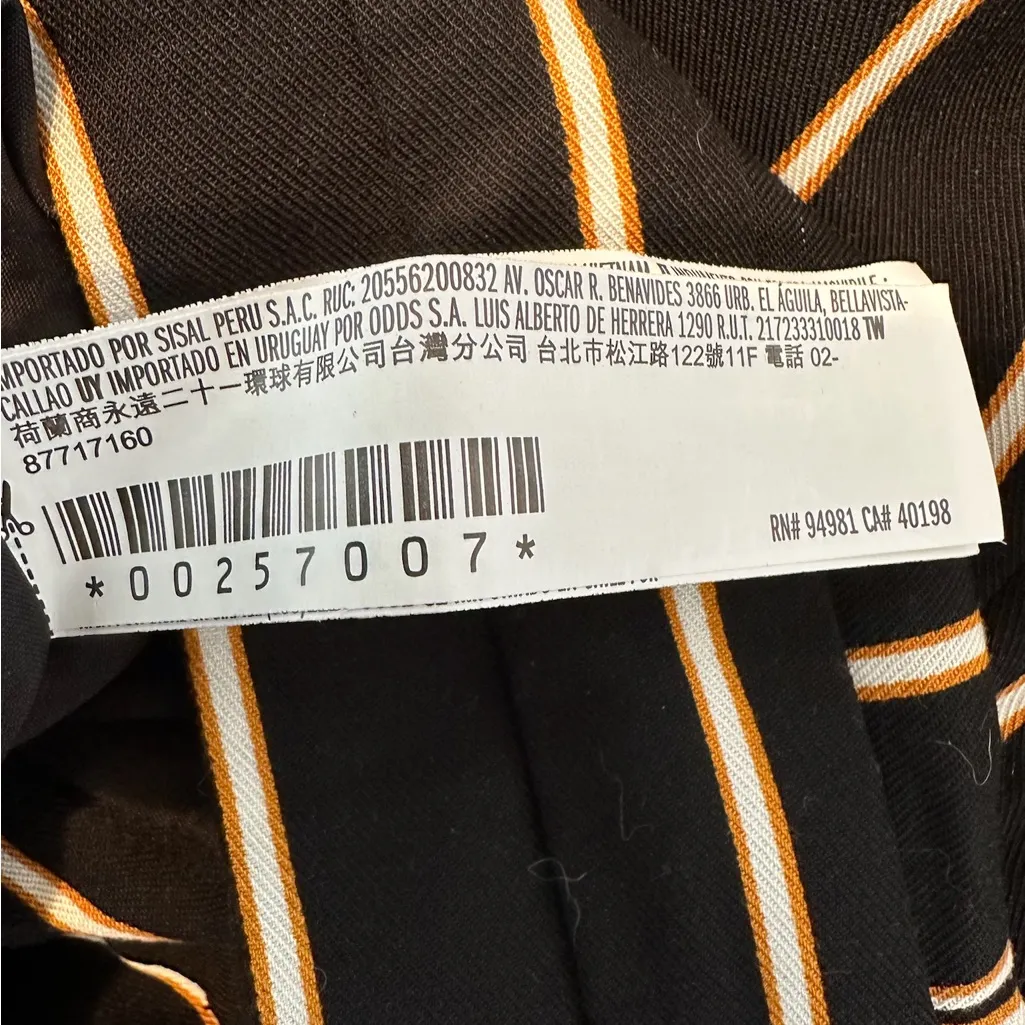 IMPORTADO POR SISAL PERU S.A.C. RUC: 20556200832 AV. OSCAR R. BENAVIDES 3866 URB. EL ÁGUILA, BELLAVISTA-
CALLAO UY IMPORTADO EN URUGUAY POR ODDS S.A. LUIS ALBERTO DE HERRERA 1290 R.U.T. 217233310018 TW
荷蘭商永遠二十一環球有限公司台灣分公司 台北市松江路122號11F 電話 02-
87717160
*00257007*
RN# 94981 CA# 40198